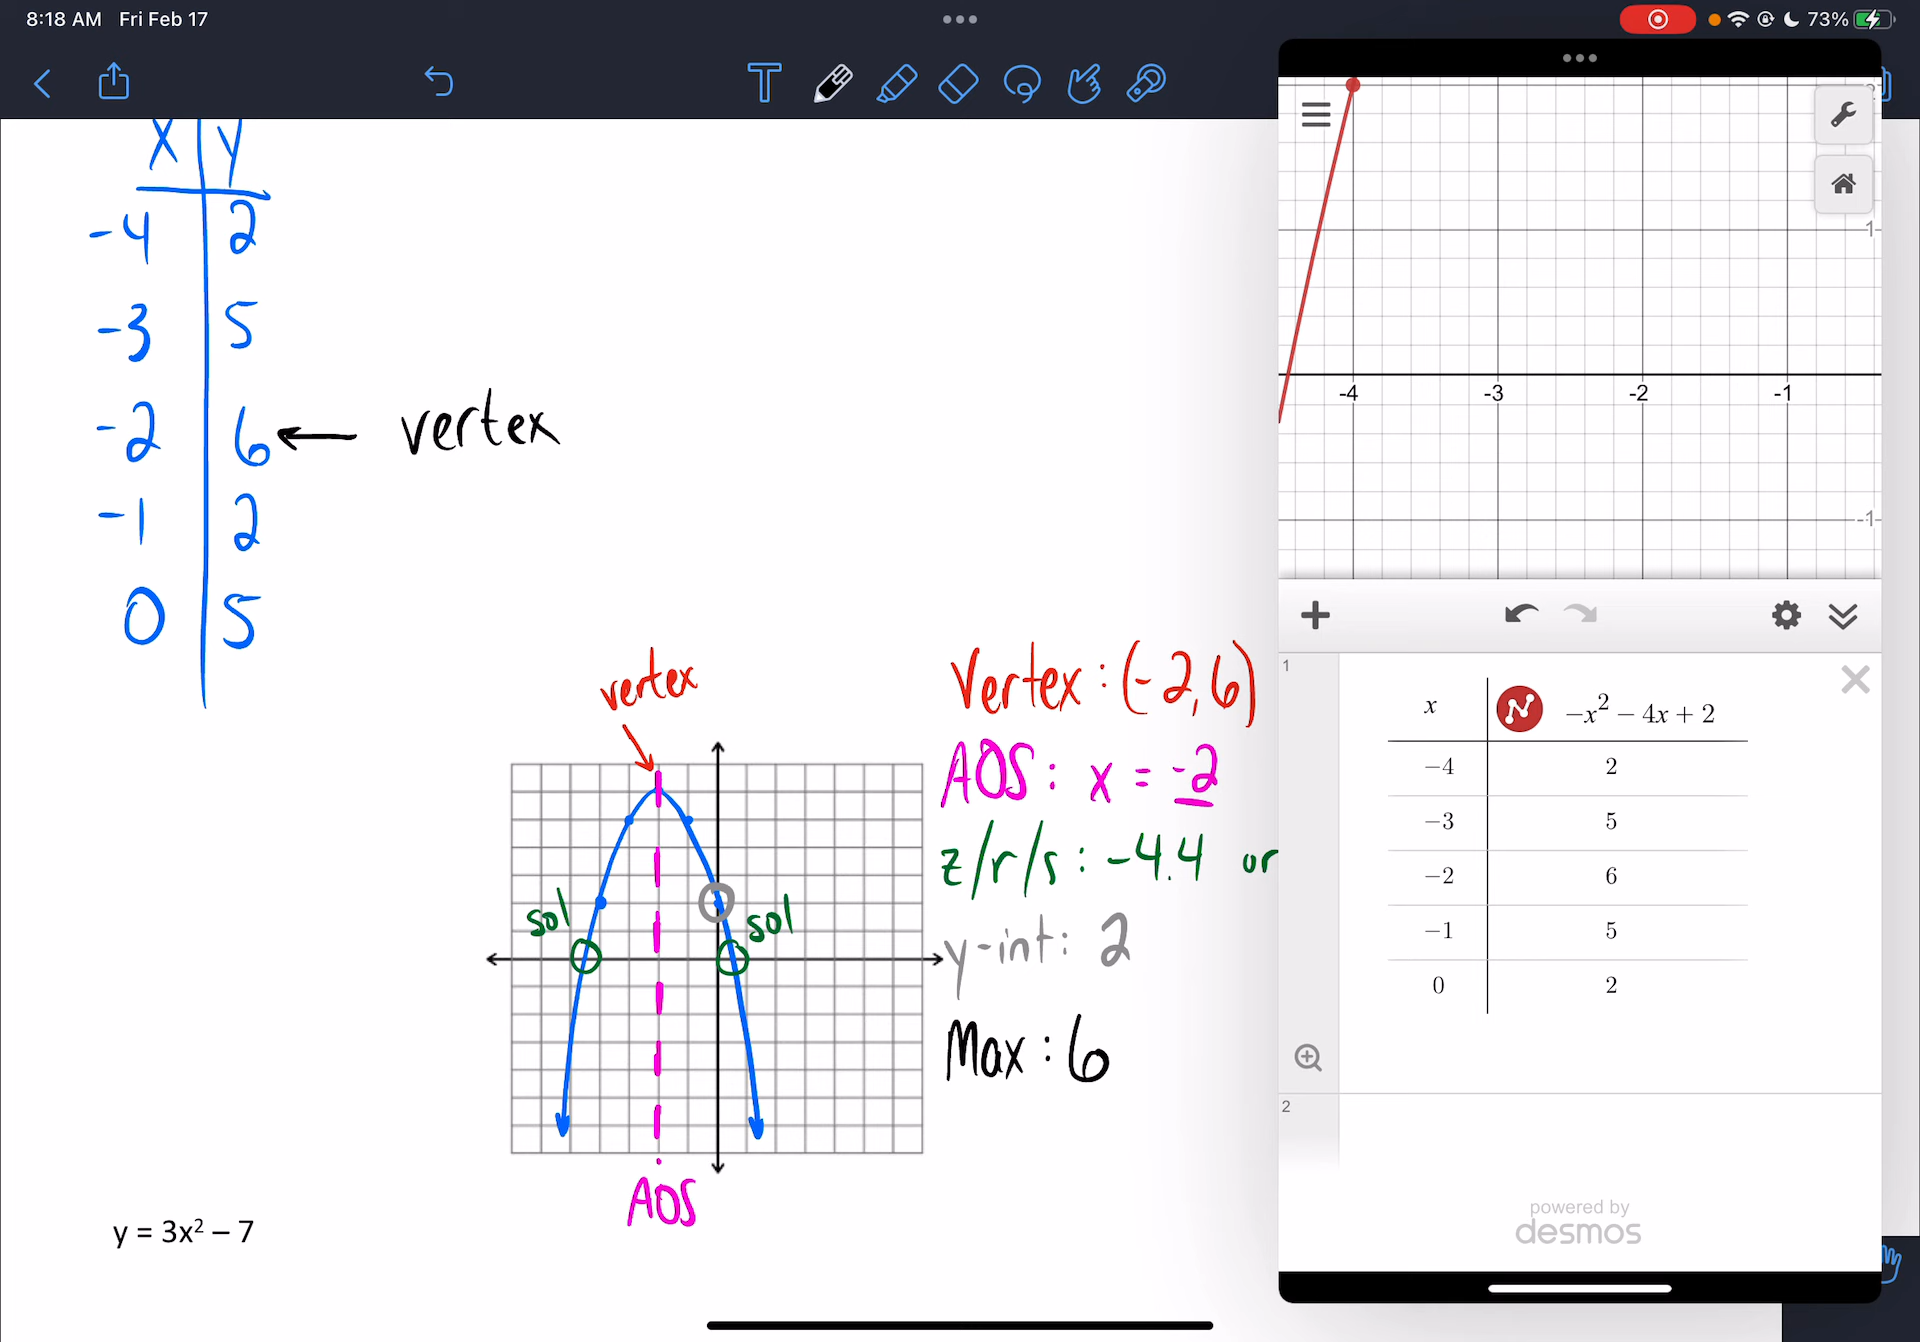 8:18 AM Fri Feb 17
73%
x y
-4 2
-3 5
-2 6 ← vertex
-1 2
0 5
vertex
sol
sol
AOS
Vertex: (-2,6)
AOS: x = -2
z/r/s: -4.4 or
y-int: 2
Max: 6
y = 3x² – 7
2
1
-4 -3 -2 -1
-1
1
x −x² − 4x + 2
−4 2
−3 5
−2 6
−1 5
0 2
2
powered by
desmos